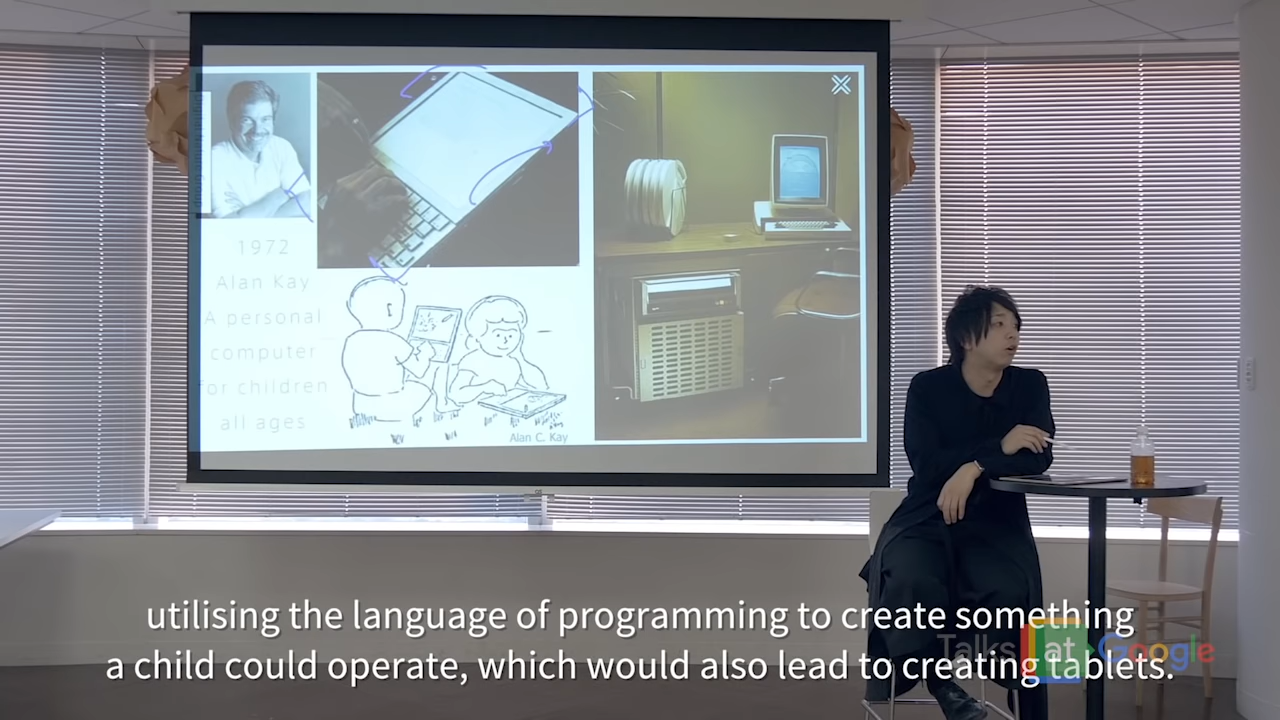 1972
Alan Kay
A personal
computer
for children
all ages
Alan C. Kay
utilising the language of programming to create something
a child could operate, which would also lead to creating tablets.
Talks at Google